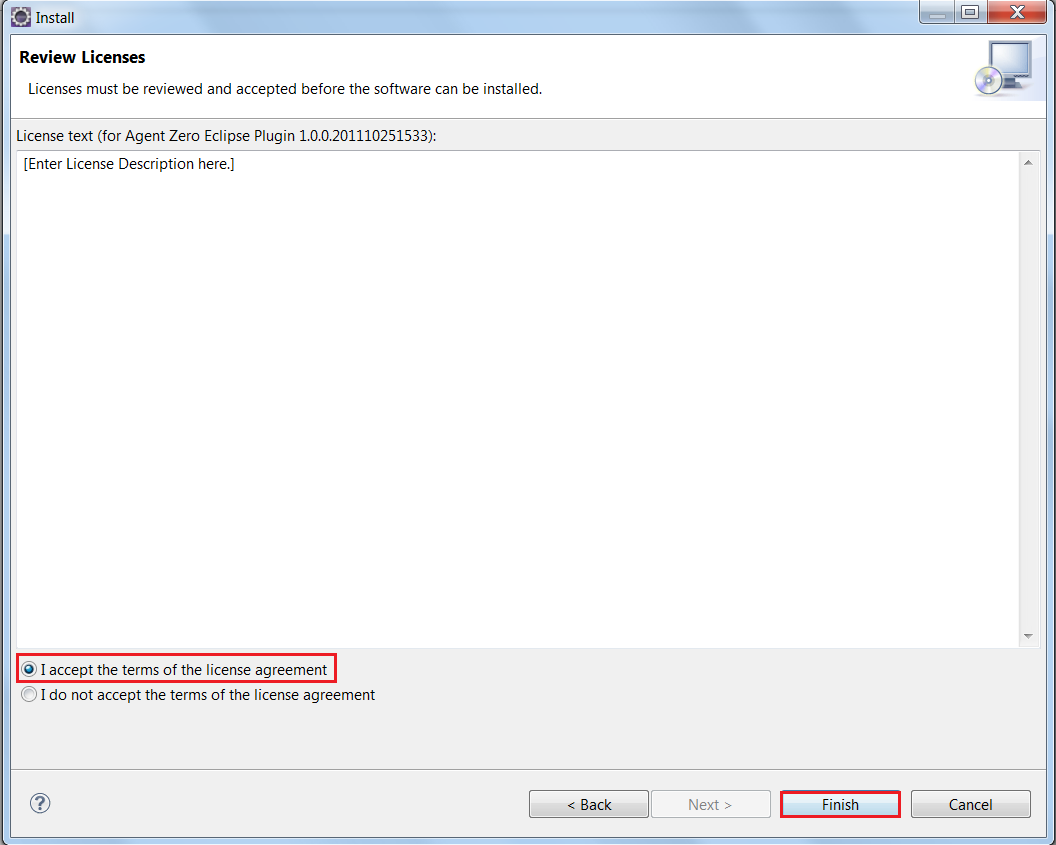 Install
Review Licenses
Licenses must be reviewed and accepted before the software can be installed.
License text (for Agent Zero Eclipse Plugin 1.0.0.201110251533):
[Enter License Description here.]
I accept the terms of the license agreement
I do not accept the terms of the license agreement
? < Back Next > Finish Cancel